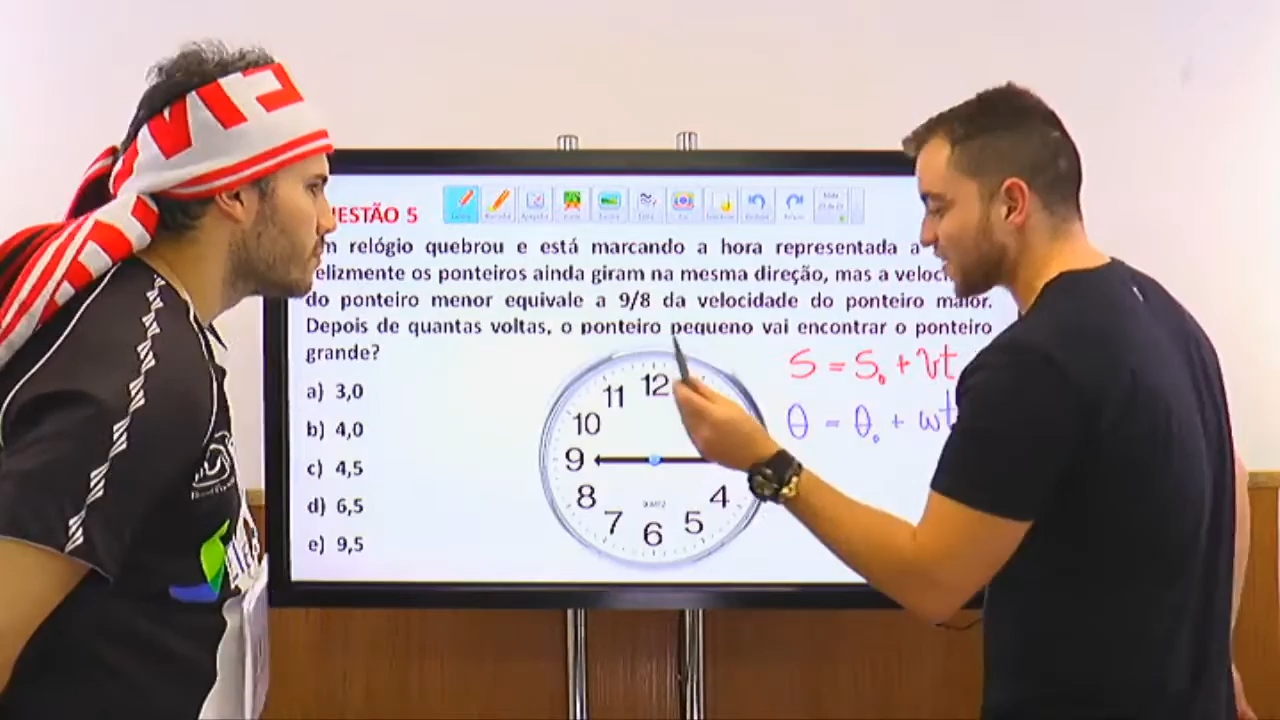 ESTÃO 5
relógio quebrou e está marcando a hora representada a
elizmente os ponteiros ainda giram na mesma direção, mas a veloc
do ponteiro menor equivale a 9/8 da velocidade do ponteiro maior.
Depois de quantas voltas, o ponteiro pequeno vai encontrar o ponteiro
grande?
a) 3,0
b) 4,0
c) 4,5
d) 6,5
e) 9,5
12
11
10
9
8
7
6
5
4
QUARTZ
S = S₀ + vt
θ = θ₀ + ωt